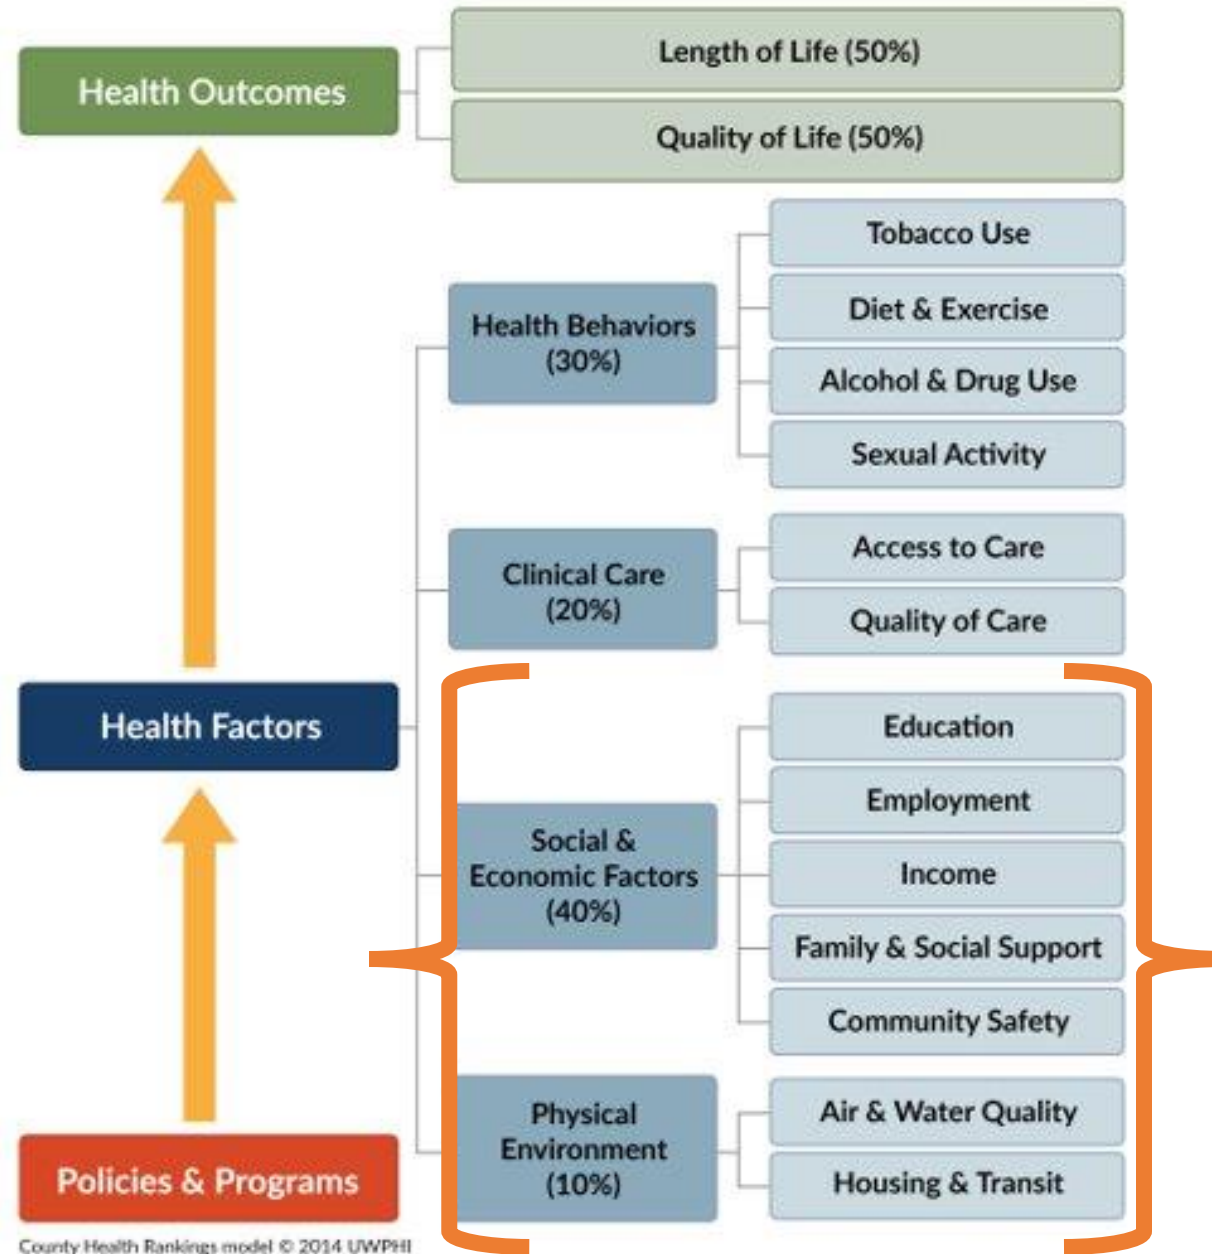 Health Outcomes
Length of Life (50%)
Quality of Life (50%)
Health Factors
Health Behaviors
(30%)
Tobacco Use
Diet & Exercise
Alcohol & Drug Use
Sexual Activity
Clinical Care
(20%)
Access to Care
Quality of Care
Social &
Economic Factors
(40%)
Education
Employment
Income
Family & Social Support
Community Safety
Physical
Environment
(10%)
Air & Water Quality
Housing & Transit
Policies & Programs
County Health Rankings model © 2014 UWPHI